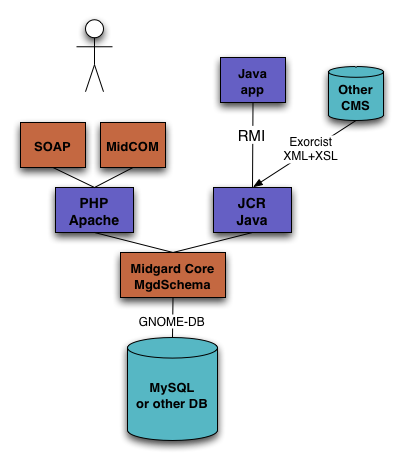 Java
app
Other
CMS
RMI
Exorcist
XML+XSL
SOAP
MidCOM
PHP
Apache
JCR
Java
Midgard Core
MgdSchema
GNOME-DB
MySQL
or other DB